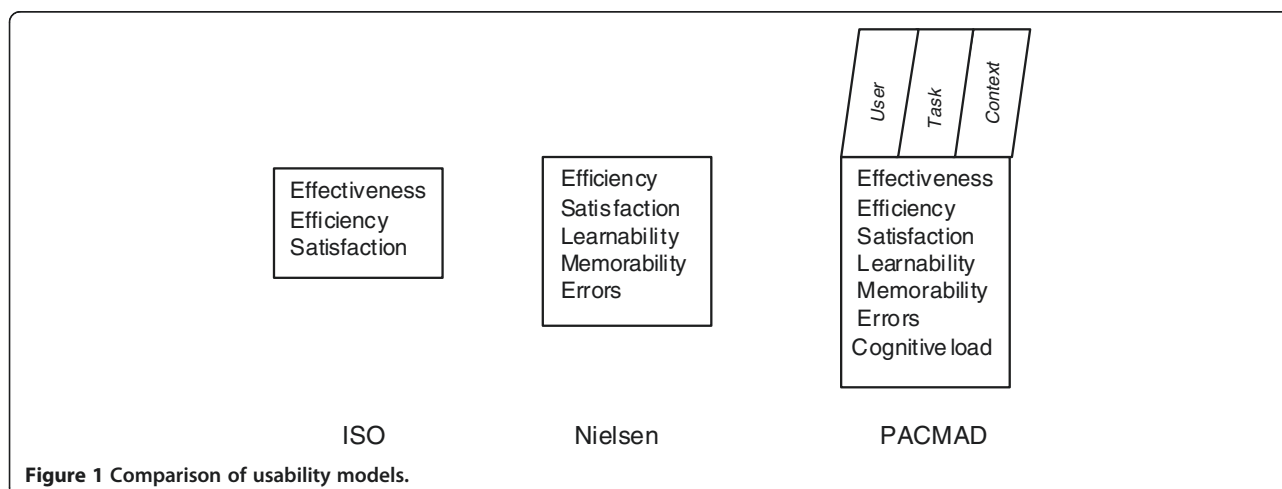 User
Task
Context
Effectiveness
Efficiency
Satisfaction
Efficiency
Satisfaction
Learnability
Memorability
Errors
Effectiveness
Efficiency
Satisfaction
Learnability
Memorability
Errors
Cognitive load
ISO
Nielsen
PACMAD
Figure 1 Comparison of usability models.